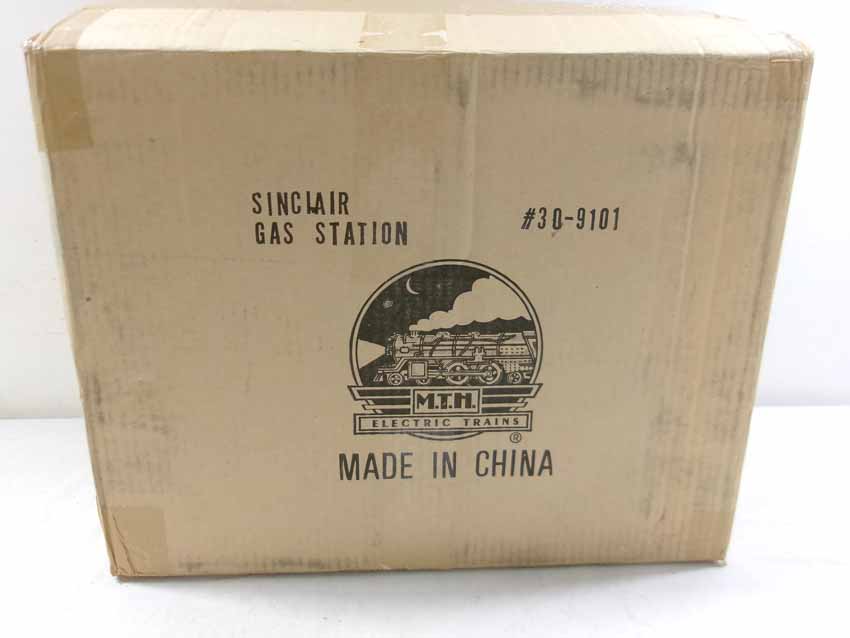 SINCLAIR
GAS STATION
#30-9101
M.T.H.
ELECTRIC TRAINS
®
MADE IN CHINA